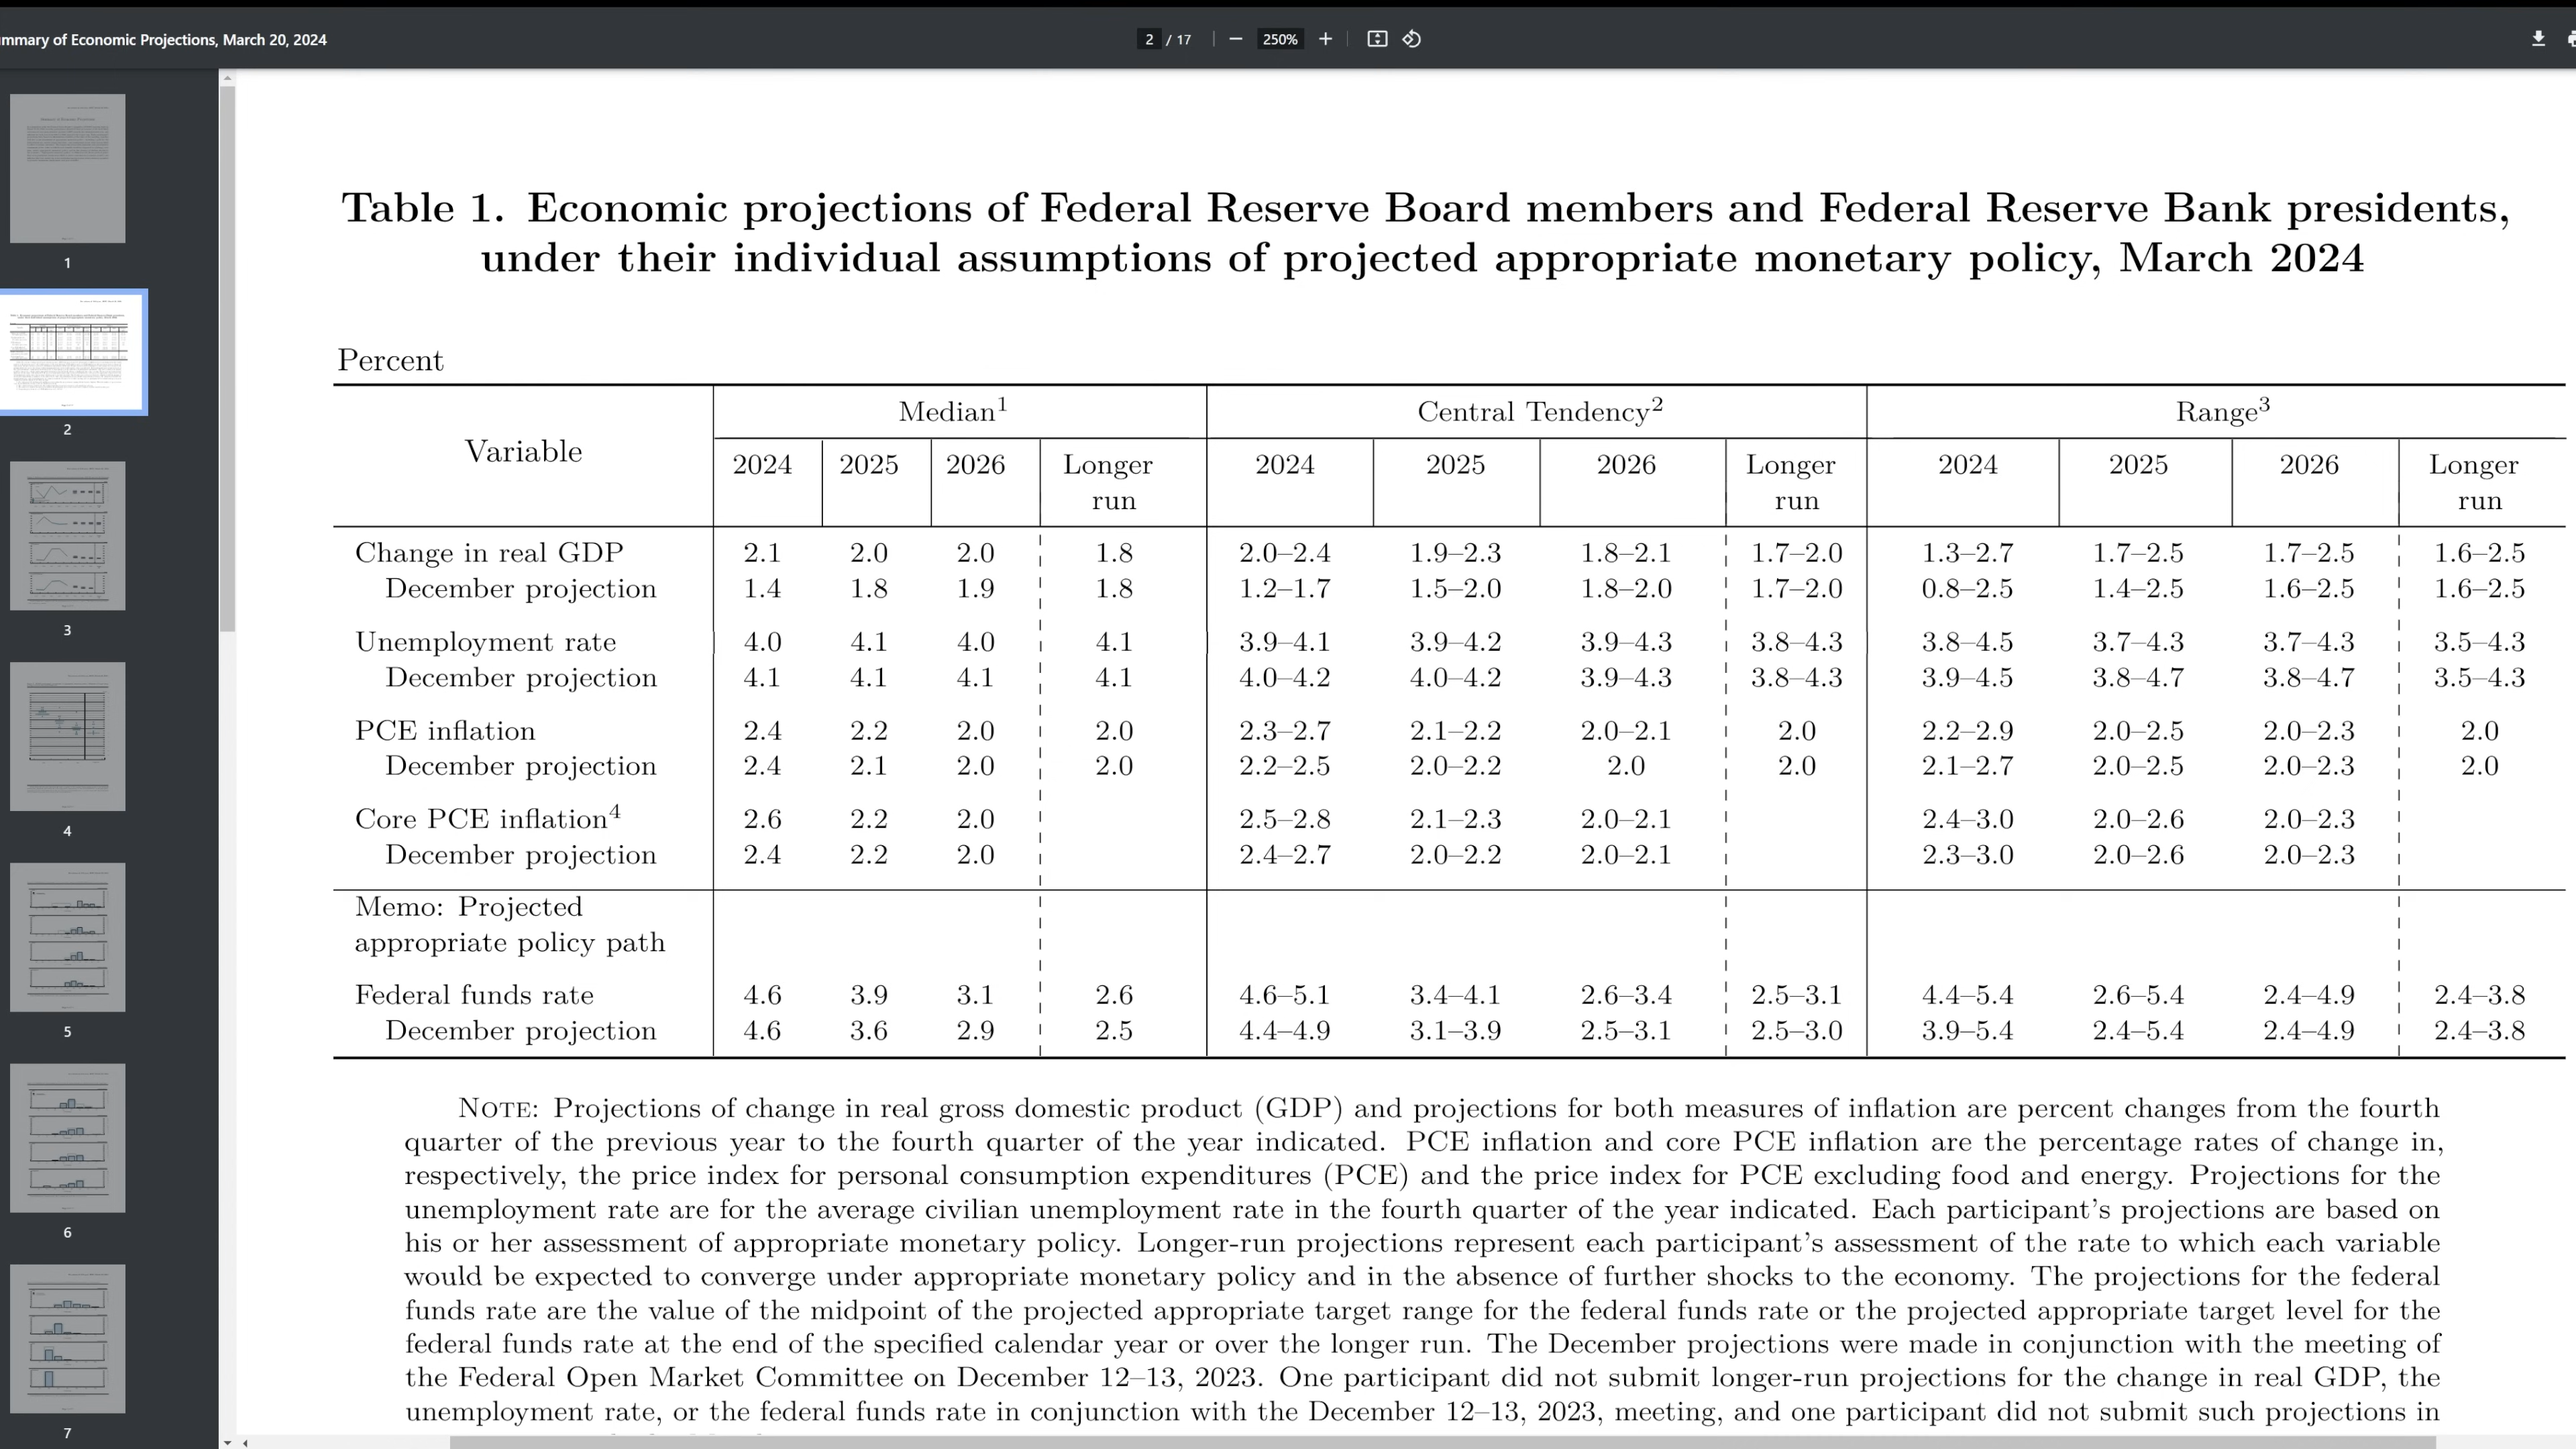 mmary of Economic Projections, March 20, 2024
2 / 17
250%
1
2
3
4
5
6
7
Table 1. Economic projections of Federal Reserve Board members and Federal Reserve Bank presidents,
under their individual assumptions of projected appropriate monetary policy, March 2024
Percent
Variable Median¹ Central Tendency² Range³
2024 2025 2026 Longer run 2024 2025 2026 Longer run 2024 2025 2026 Longer run
Change in real GDP 2.1 2.0 2.0 1.8 2.0–2.4 1.9–2.3 1.8–2.1 1.7–2.0 1.3–2.7 1.7–2.5 1.7–2.5 1.6–2.5
December projection 1.4 1.8 1.9 1.8 1.2–1.7 1.5–2.0 1.8–2.0 1.7–2.0 0.8–2.5 1.4–2.5 1.6–2.5 1.6–2.5
Unemployment rate 4.0 4.1 4.0 4.1 3.9–4.1 3.9–4.2 3.9–4.3 3.8–4.3 3.8–4.5 3.7–4.3 3.7–4.3 3.5–4.3
December projection 4.1 4.1 4.1 4.1 4.0–4.2 4.0–4.2 3.9–4.3 3.8–4.3 3.9–4.5 3.8–4.7 3.8–4.7 3.5–4.3
PCE inflation 2.4 2.2 2.0 2.0 2.3–2.7 2.1–2.2 2.0–2.1 2.0 2.2–2.9 2.0–2.5 2.0–2.3 2.0
December projection 2.4 2.1 2.0 2.0 2.2–2.5 2.0–2.2 2.0 2.0 2.1–2.7 2.0–2.5 2.0–2.3 2.0
Core PCE inflation⁴ 2.6 2.2 2.0 2.5–2.8 2.1–2.3 2.0–2.1 2.4–3.0 2.0–2.6 2.0–2.3
December projection 2.4 2.2 2.0 2.4–2.7 2.0–2.2 2.0–2.1 2.3–3.0 2.0–2.6 2.0–2.3
Memo: Projected
appropriate policy path
Federal funds rate 4.6 3.9 3.1 2.6 4.6–5.1 3.4–4.1 2.6–3.4 2.5–3.1 4.4–5.4 2.6–5.4 2.4–4.9 2.4–3.8
December projection 4.6 3.6 2.9 2.5 4.4–4.9 3.1–3.9 2.5–3.1 2.5–3.0 3.9–5.4 2.4–5.4 2.4–4.9 2.4–3.8
NOTE: Projections of change in real gross domestic product (GDP) and projections for both measures of inflation are percent changes from the fourth
quarter of the previous year to the fourth quarter of the year indicated. PCE inflation and core PCE inflation are the percentage rates of change in,
respectively, the price index for personal consumption expenditures (PCE) and the price index for PCE excluding food and energy. Projections for the
unemployment rate are for the average civilian unemployment rate in the fourth quarter of the year indicated. Each participant's projections are based on
his or her assessment of appropriate monetary policy. Longer-run projections represent each participant's assessment of the rate to which each variable
would be expected to converge under appropriate monetary policy and in the absence of further shocks to the economy. The projections for the federal
funds rate are the value of the midpoint of the projected appropriate target range for the federal funds rate or the projected appropriate target level for the
federal funds rate at the end of the specified calendar year or over the longer run. The December projections were made in conjunction with the meeting of
the Federal Open Market Committee on December 12–13, 2023. One participant did not submit longer-run projections for the change in real GDP, the
unemployment rate, or the federal funds rate in conjunction with the December 12–13, 2023, meeting, and one participant did not submit such projections in